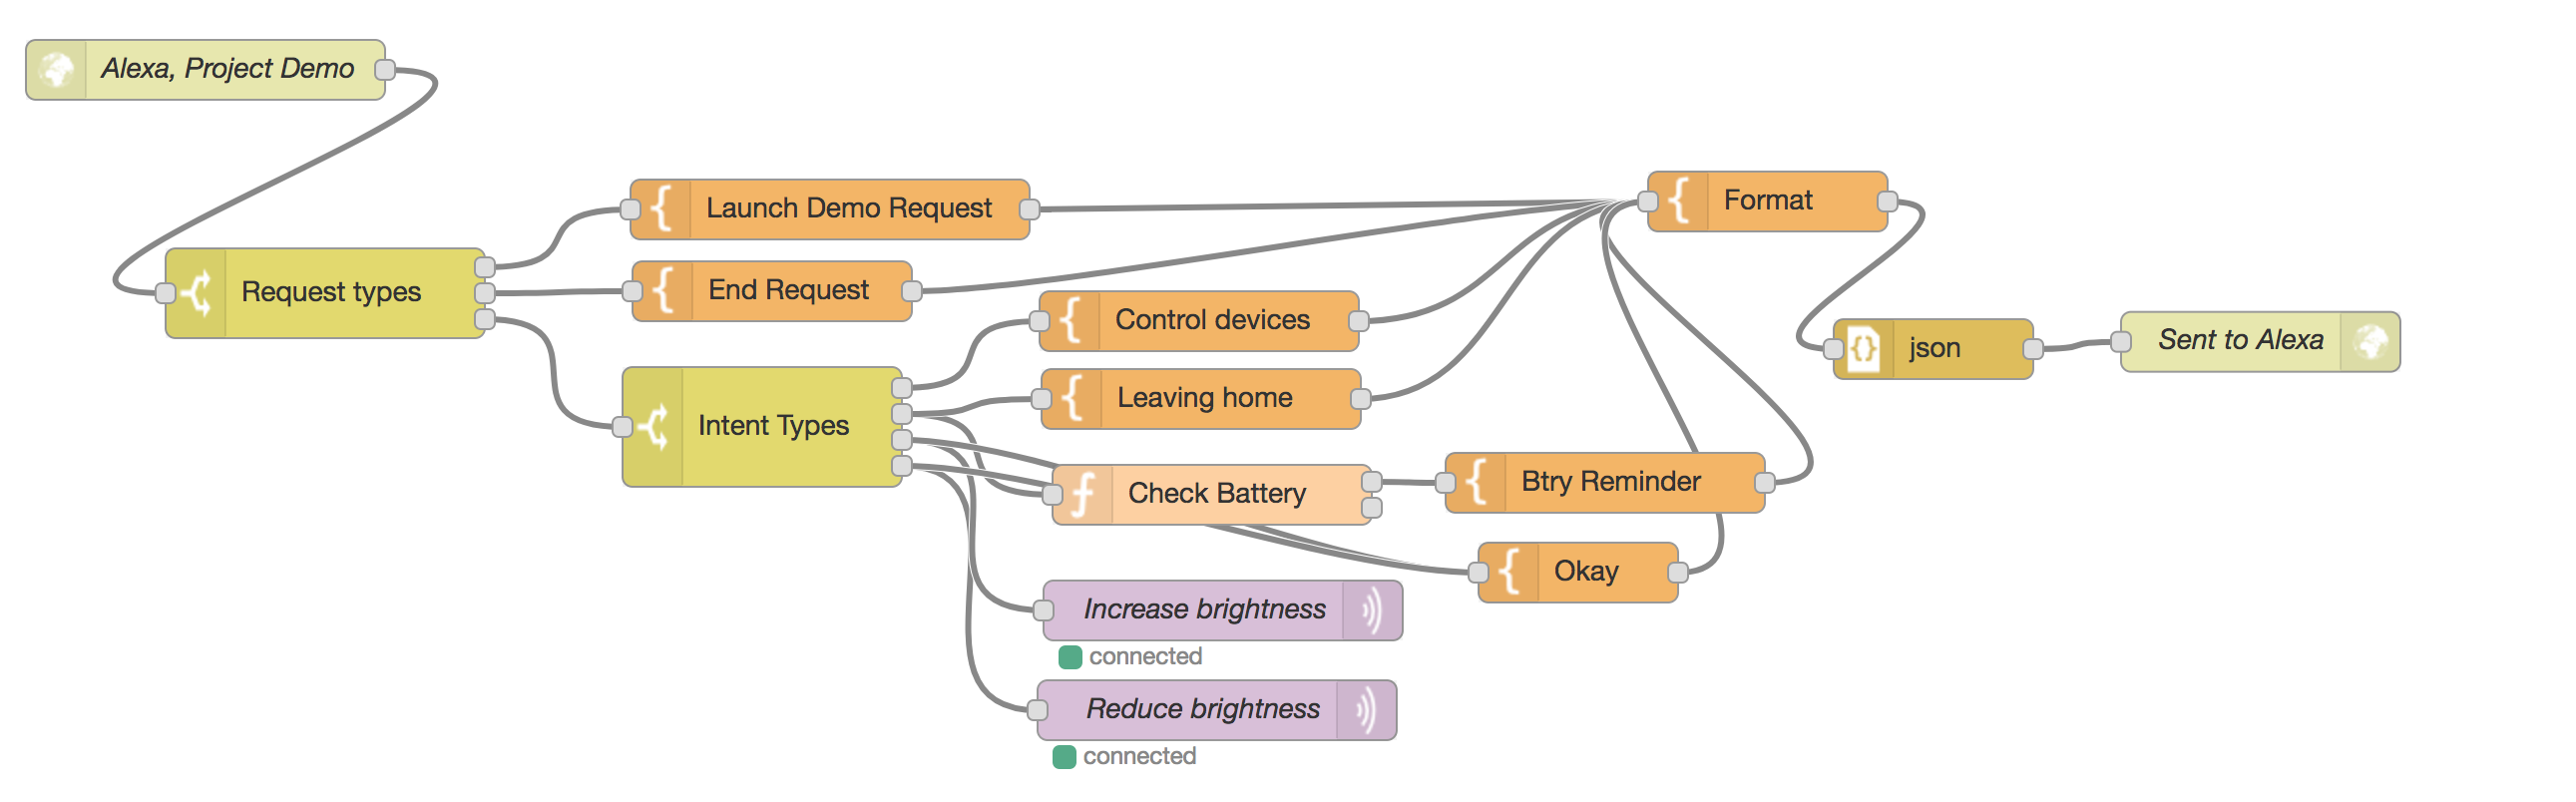 Alexa, Project Demo
Launch Demo Request
Format
Request types
End Request
Control devices
Sent to Alexa
json
Leaving home
Intent Types
Check Battery
Btry Reminder
Okay
Increase brightness
connected
Reduce brightness
connected